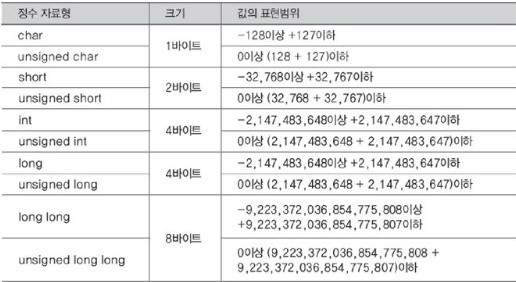 정수 자료형 크기 값의 표현범위
char 1바이트 -128이상 +127이하
unsigned char 0이상 (128 + 127)이하
short 2바이트 -32,768이상 +32,767이하
unsigned short 0이상 (32,768 + 32,767)이하
int 4바이트 -2,147,483,648이상 +2,147,483,647이하
unsigned int 0이상 (2,147,483,648 + 2,147,483,647)이하
long 4바이트 -2,147,483,648이상 +2,147,483,647이하
unsigned long 0이상 (2,147,483,648 + 2,147,483,647)이하
long long 8바이트 -9,223,372,036,854,775,808이상
+9,223,372,036,854,775,807이하
unsigned long long 0이상 (9,223,372,036,854,775,808 +
9,223,372,036,854,775,807)이하